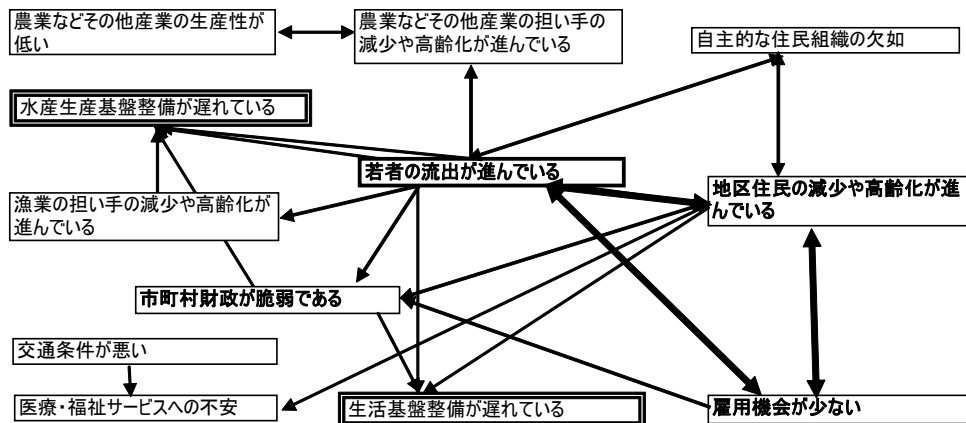 農業などその他産業の生産性が
低い
農業などその他産業の担い手の
減少や高齢化が進んでいる
自主的な住民組織の欠如
水産生産基盤整備が遅れている
若者の流出が進んでいる
地区住民の減少や高齢化が進
んでいる
漁業の担い手の減少や高齢化が
進んでいる
市町村財政が脆弱である
交通条件が悪い
医療・福祉サービスへの不安
生活基盤整備が遅れている
雇用機会が少ない